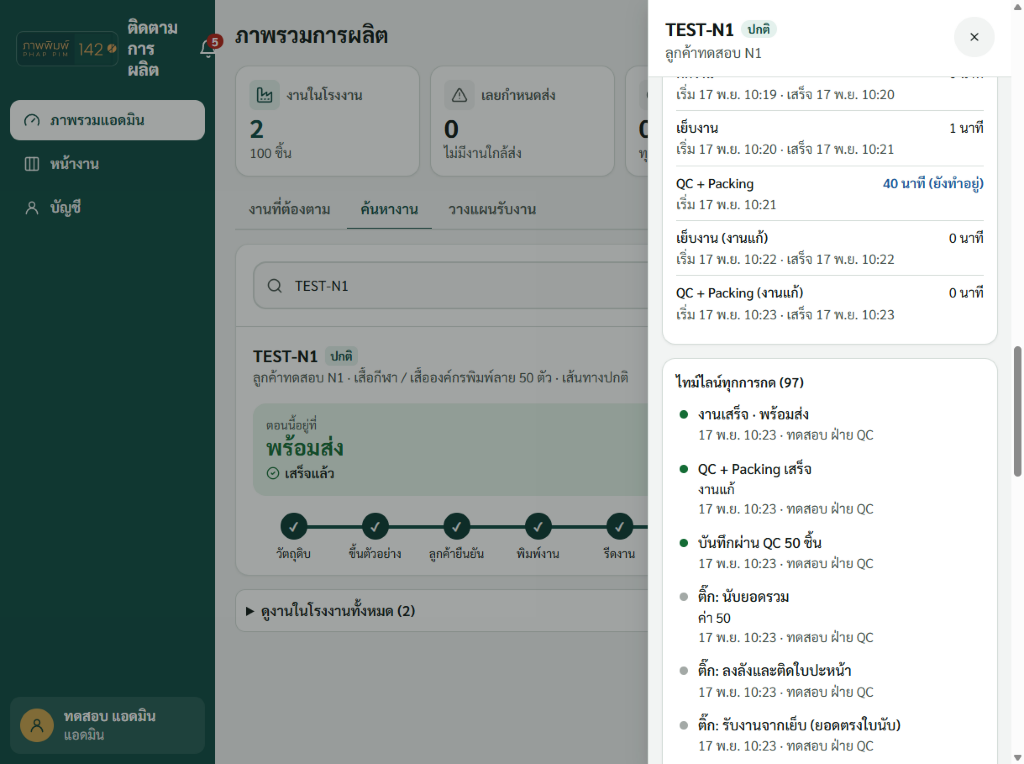 ภาพพิมพ์
PHAP PIM
142
ติดตาม
การ
ผลิต
5
ภาพรวมแอดมิน
หน้างาน
บัญชี
ทดสอบ แอดมิน
แอดมิน
ภาพรวมการผลิต
งานในโรงงาน
2
100 ชิ้น
เลยกำหนดส่ง
0
ไม่มีงานใกล้ส่ง
งานที่ต้องตาม
ค้นหางาน
วางแผนรับงาน
TEST-N1
TEST-N1 ปกติ
ลูกค้าทดสอบ N1 · เสื้อกีฬา / เสื้อองค์กรพิมพ์ลาย 50 ตัว · เส้นทางปกติ
ตอนนี้อยู่ที่
พร้อมส่ง
เสร็จแล้ว
วัตถุดิบ
ขึ้นตัวอย่าง
ลูกค้ายืนยัน
พิมพ์งาน
รีดงาน
ดูงานในโรงงานทั้งหมด (2)
TEST-N1 ปกติ
ลูกค้าทดสอบ N1
เริ่ม 17 พ.ย. 10:19 · เสร็จ 17 พ.ย. 10:20
เย็บงาน 1 นาที
เริ่ม 17 พ.ย. 10:20 · เสร็จ 17 พ.ย. 10:21
QC + Packing 40 นาที (ยังทำอยู่)
เริ่ม 17 พ.ย. 10:21
เย็บงาน (งานแก้) 0 นาที
เริ่ม 17 พ.ย. 10:22 · เสร็จ 17 พ.ย. 10:22
QC + Packing (งานแก้) 0 นาที
เริ่ม 17 พ.ย. 10:23 · เสร็จ 17 พ.ย. 10:23
ไทม์ไลน์ทุกการกด (97)
งานเสร็จ · พร้อมส่ง
17 พ.ย. 10:23 · ทดสอบ ฝ่าย QC
QC + Packing เสร็จ
งานแก้
17 พ.ย. 10:23 · ทดสอบ ฝ่าย QC
บันทึกผ่าน QC 50 ชิ้น
17 พ.ย. 10:23 · ทดสอบ ฝ่าย QC
ติ๊ก: นับยอดรวม
ค่า 50
17 พ.ย. 10:23 · ทดสอบ ฝ่าย QC
ติ๊ก: ลงลังและติดใบปะหน้า
17 พ.ย. 10:23 · ทดสอบ ฝ่าย QC
ติ๊ก: รับงานจากเย็บ (ยอดตรงใบนับ)
17 พ.ย. 10:23 · ทดสอบ ฝ่าย QC